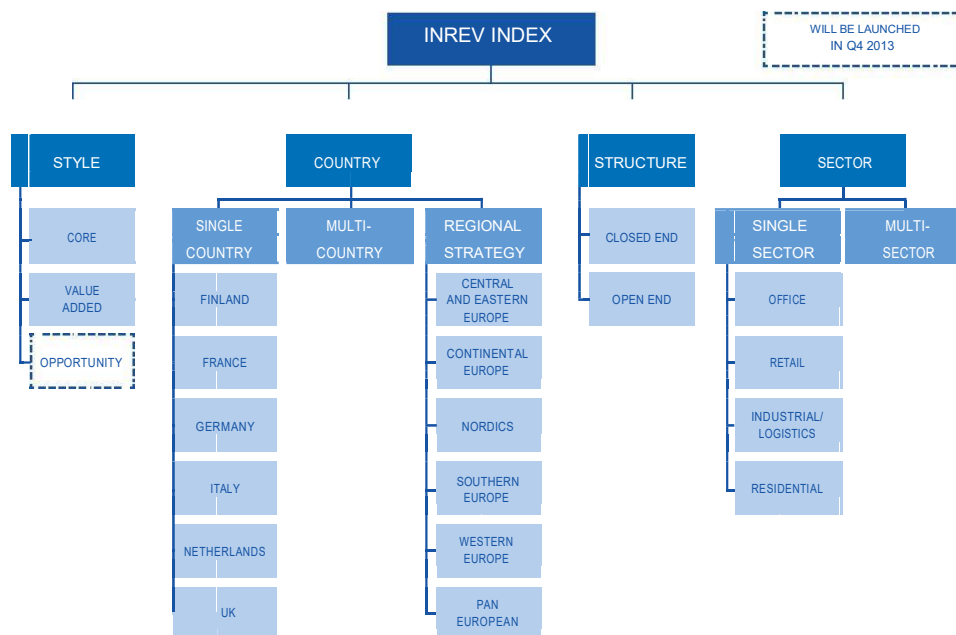 INREV INDEX
WILL BE LAUNCHED
IN Q4 2013
STYLE
COUNTRY
STRUCTURE
SECTOR
CORE
VALUE
ADDED
OPPORTUNITY
SINGLE
COUNTRY
MULTI-
COUNTRY
REGIONAL
STRATEGY
FINLAND
FRANCE
GERMANY
ITALY
NETHERLANDS
UK
CENTRAL
AND EASTERN
EUROPE
CONTINENTAL
EUROPE
NORDICS
SOUTHERN
EUROPE
WESTERN
EUROPE
PAN
EUROPEAN
CLOSED END
OPEN END
SINGLE
SECTOR
MULTI-
SECTOR
OFFICE
RETAIL
INDUSTRIAL/
LOGISTICS
RESIDENTIAL